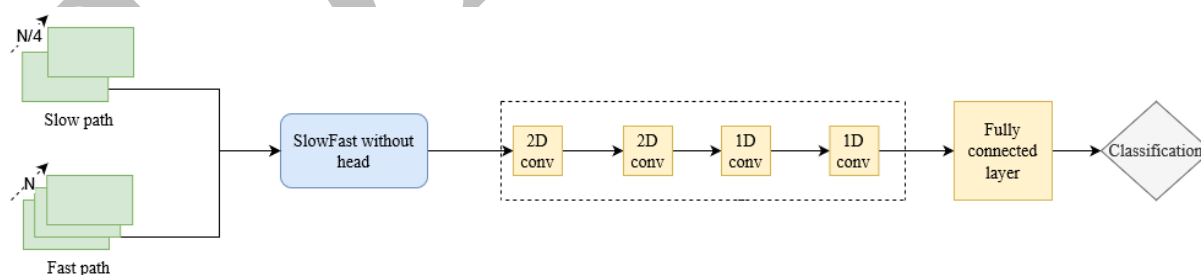 N/4
Slow path
N
Fast path
SlowFast without
head
2D
conv
2D
conv
1D
conv
1D
conv
Fully
connected
layer
Classification